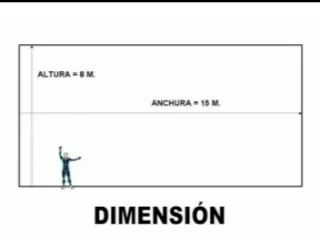 ALTURA = 8 M.
ANCHURA = 15 M.
DIMENSIÓN